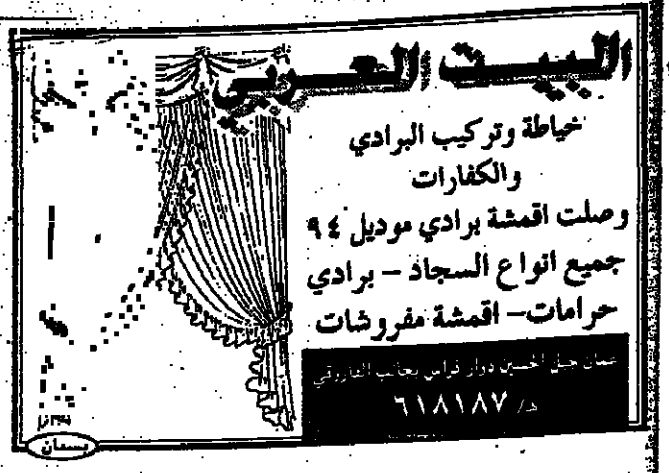 البيت العربي
خياطة وتركيب البرادي
والكفارات
وصلت اقمشة برادي موديل ٩٤
جميع انواع السجاد – برادي
حرامات – اقمشة مفروشات
عمان جبل الحسين دوار فراس بجانب الفاروقي
هـ/ ٦١٨١٨٧
نيسان